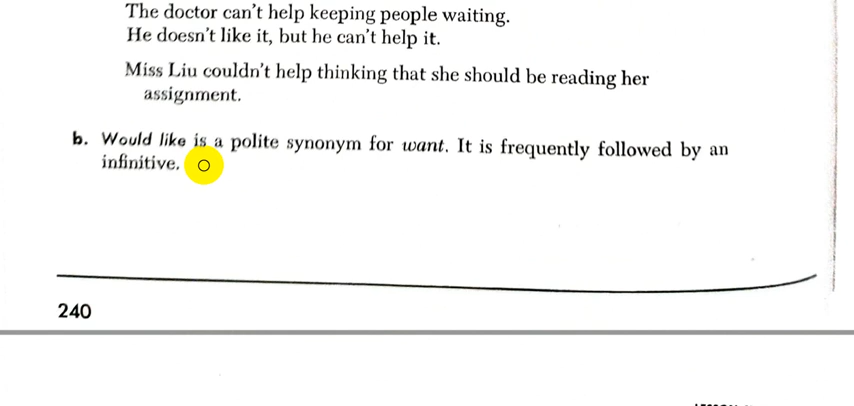 The doctor can't help keeping people waiting.
He doesn't like it, but he can't help it.
Miss Liu couldn't help thinking that she should be reading her
assignment.
b. Would like is a polite synonym for want. It is frequently followed by an
infinitive.
240